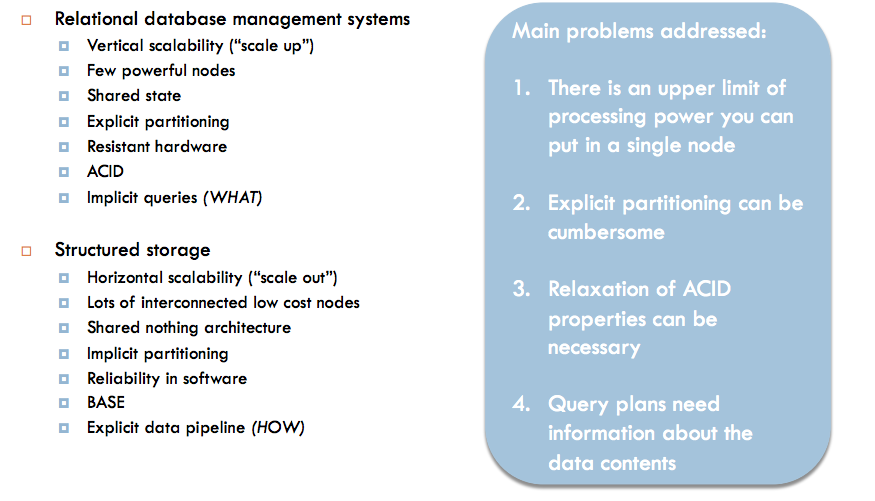 Relational database management systems
Vertical scalability (“scale up”)
Few powerful nodes
Shared state
Explicit partitioning
Resistant hardware
ACID
Implicit queries (WHAT)
Structured storage
Horizontal scalability (“scale out”)
Lots of interconnected low cost nodes
Shared nothing architecture
Implicit partitioning
Reliability in software
BASE
Explicit data pipeline (HOW)
Main problems addressed:
1. There is an upper limit of
processing power you can
put in a single node
2. Explicit partitioning can be
cumbersome
3. Relaxation of ACID
properties can be
necessary
4. Query plans need
information about the
data contents